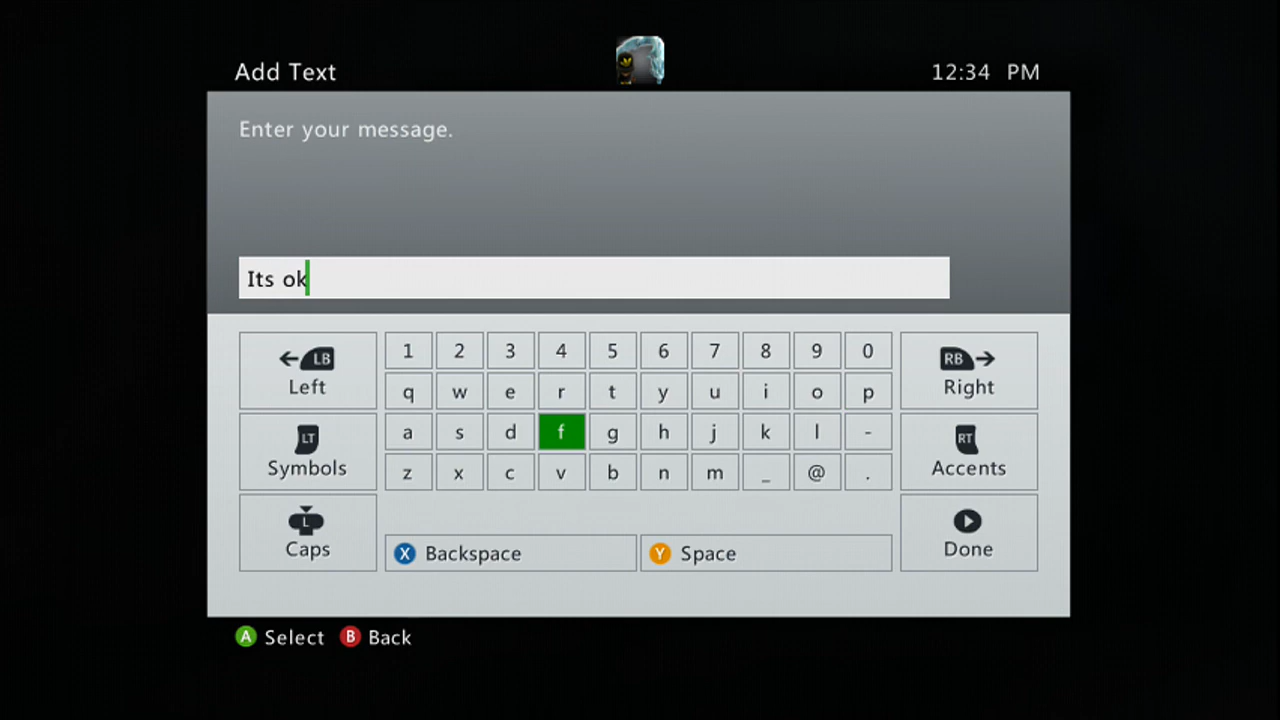 Add Text
12:34 PM
Enter your message.
Its ok
LB
Left
1 2 3 4 5 6 7 8 9 0
RB
Right
q w e r t y u i o p
LT
Symbols
a s d f g h j k l -
RT
Accents
z x c v b n m _ @ .
L
Caps
X Backspace
Y Space
Done
A Select B Back